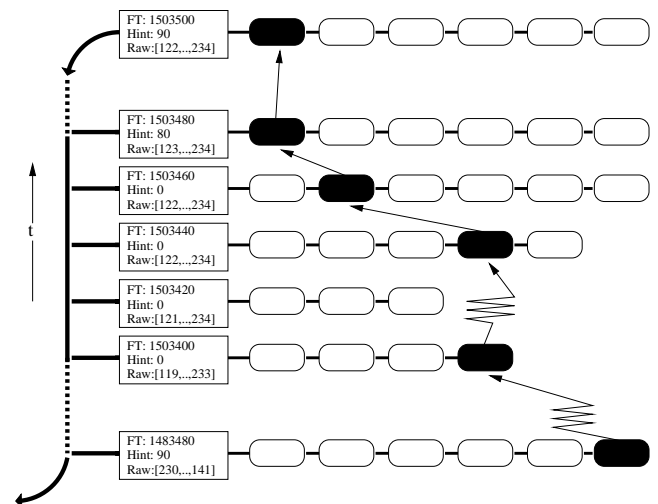 FT: 1503500
Hint: 90
Raw:[122,..,234]
FT: 1503480
Hint: 80
Raw:[123,..,234]
FT: 1503460
Hint: 0
Raw:[122,..,234]
t
FT: 1503440
Hint: 0
Raw:[122,..,234]
FT: 1503420
Hint: 0
Raw:[121,..,234]
FT: 1503400
Hint: 0
Raw:[119,..,233]
FT: 1483480
Hint: 90
Raw:[230,..,141]